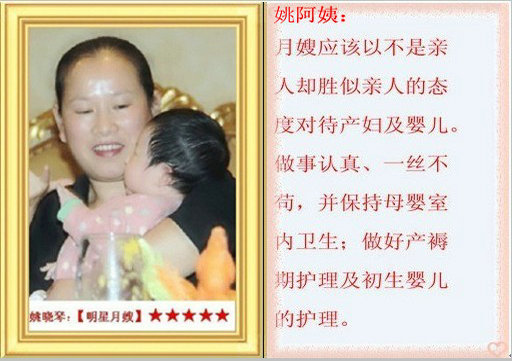 姚晓琴：【明星月嫂】★★★★★
姚阿姨：
月嫂应该以不是亲
人却胜似亲人的态
度对待产妇及婴儿。
做事认真、一丝不
苟，并保持母婴室
内卫生；做好产褥
期护理及初生婴儿
的护理。